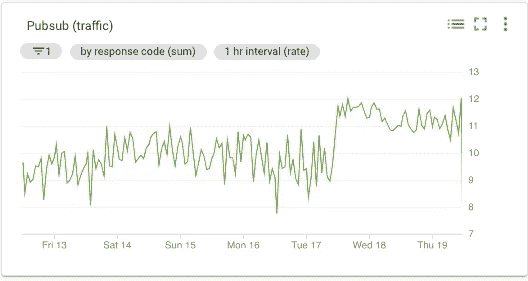 Pubsub (traffic)
1 by response code (sum) 1 hr interval (rate)
13
12
11
10
9
8
7
Fri 13 Sat 14 Sun 15 Mon 16 Tue 17 Wed 18 Thu 19